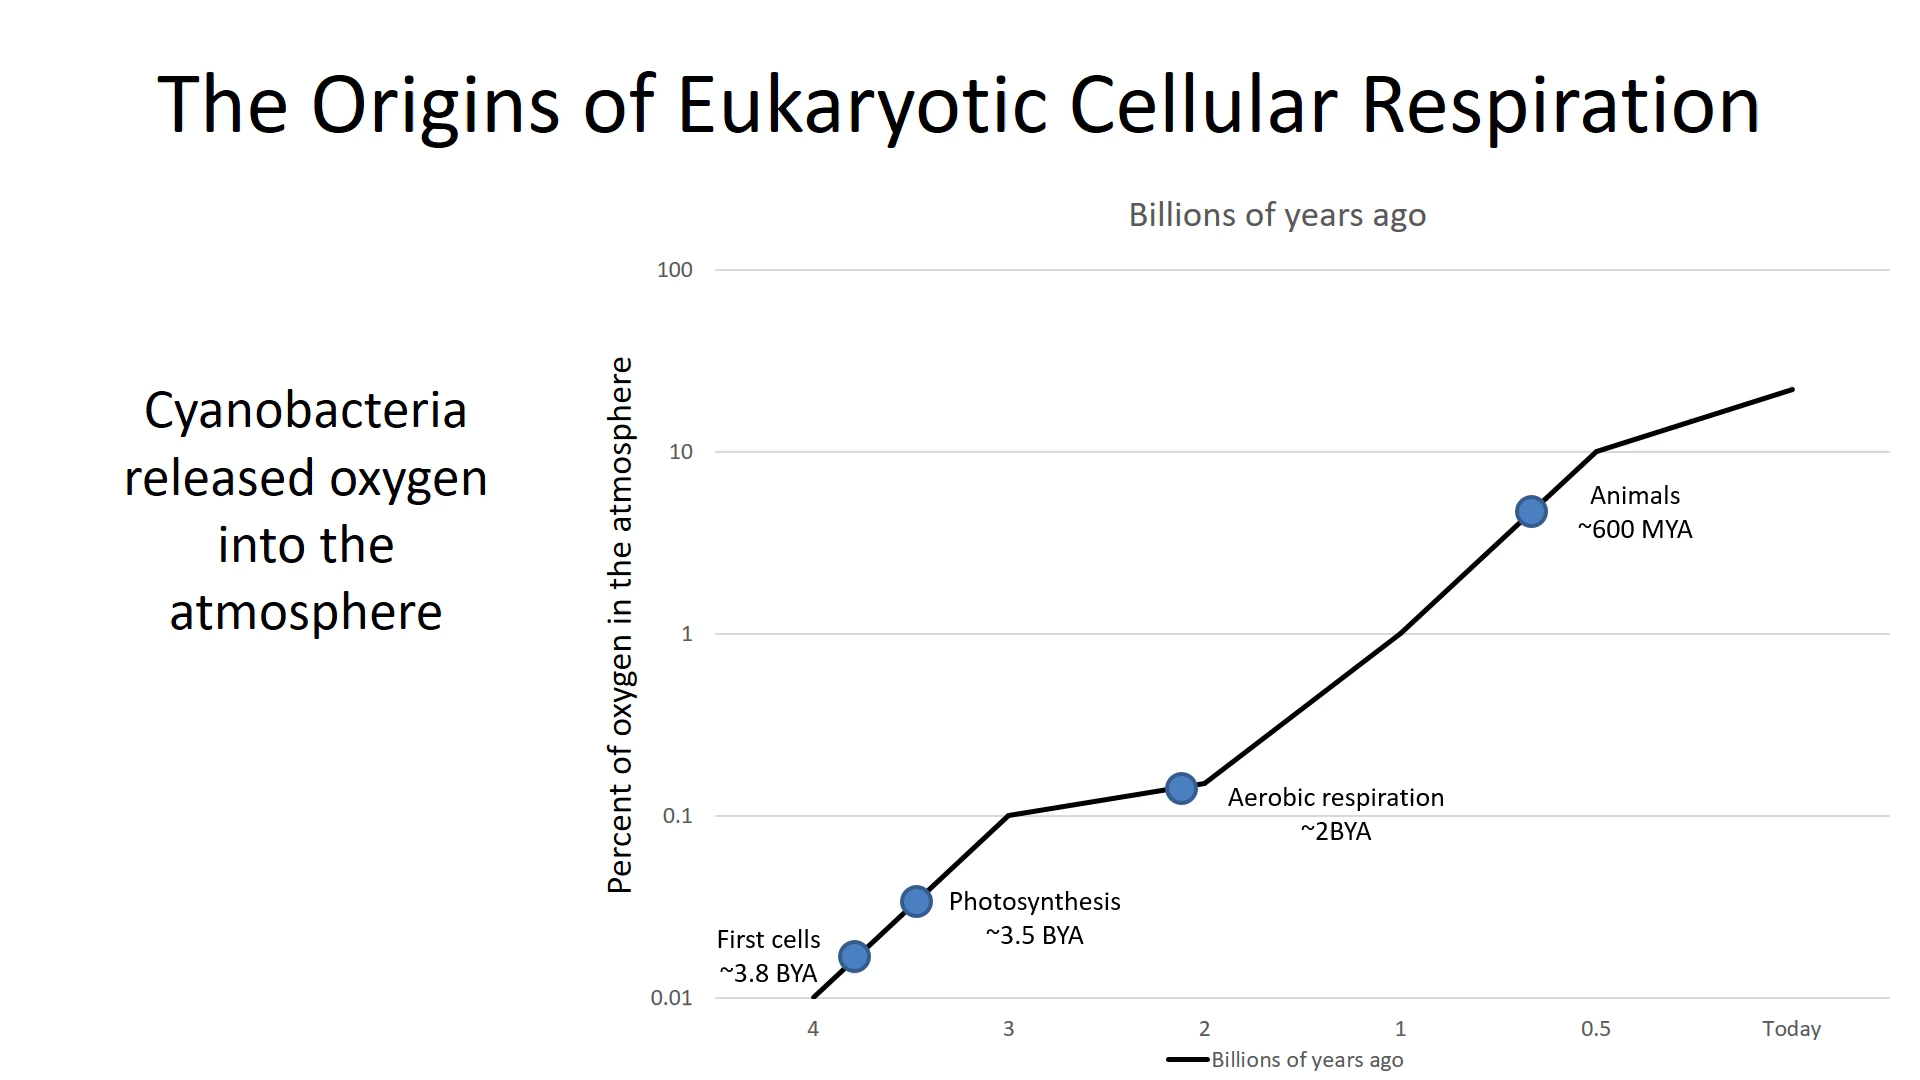 The Origins of Eukaryotic Cellular Respiration
Cyanobacteria
released oxygen
into the
atmosphere
Billions of years ago
Percent of oxygen in the atmosphere
100
10
1
0.1
0.01
Animals
~600 MYA
Aerobic respiration
~2BYA
Photosynthesis
~3.5 BYA
First cells
~3.8 BYA
4
3
2
1
0.5
Today
Billions of years ago